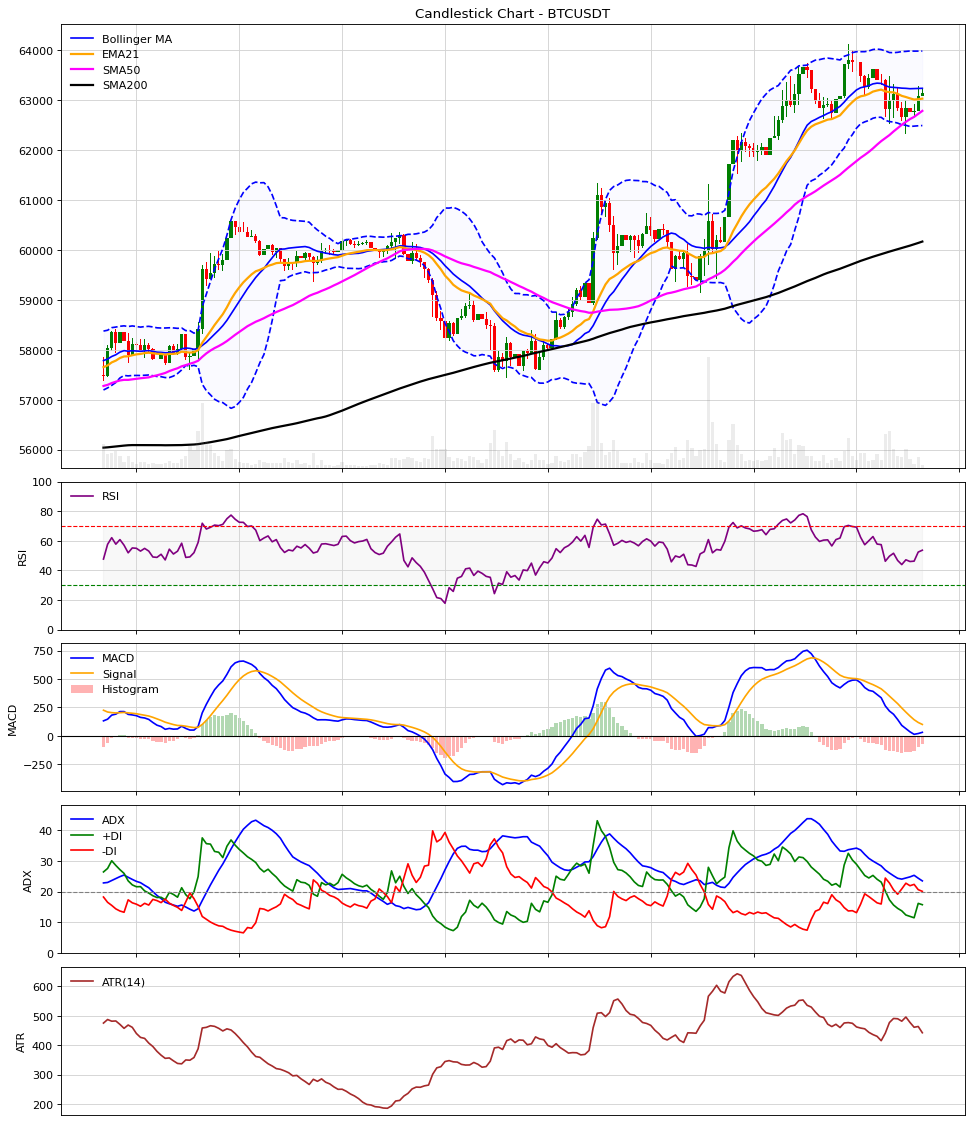 Candlestick Chart - BTCUSDT
Bollinger MA
EMA21
SMA50
SMA200
64000
63000
62000
61000
60000
59000
58000
57000
56000
RSI
RSI
100
80
60
40
20
0
MACD
Signal
Histogram
MACD
750
500
250
0
−250
ADX
+DI
-DI
ADX
40
30
20
10
0
ATR(14)
ATR
600
500
400
300
200